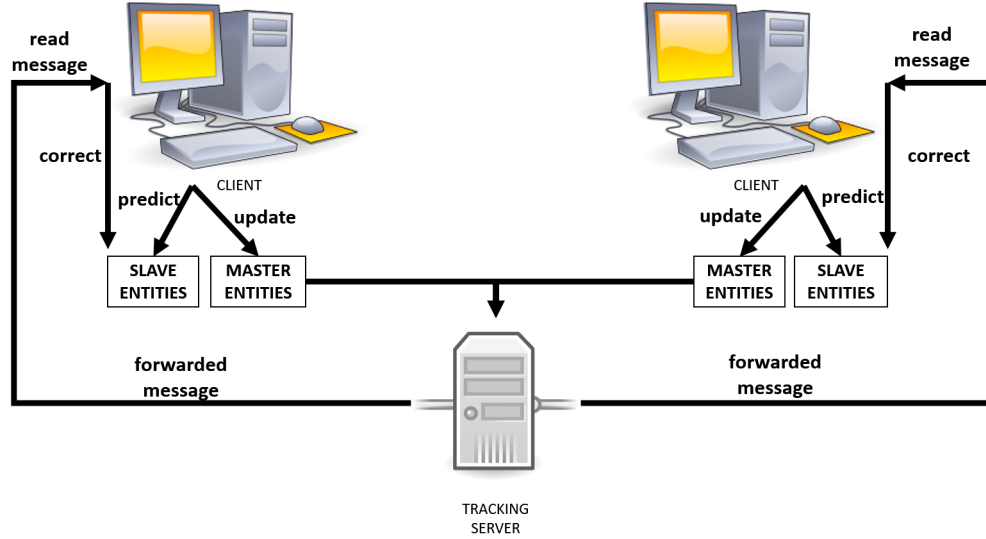 read
message
read
message
correct
correct
CLIENT
CLIENT
predict
update
update
predict
SLAVE
ENTITIES
MASTER
ENTITIES
MASTER
ENTITIES
SLAVE
ENTITIES
forwarded
message
forwarded
message
TRACKING
SERVER